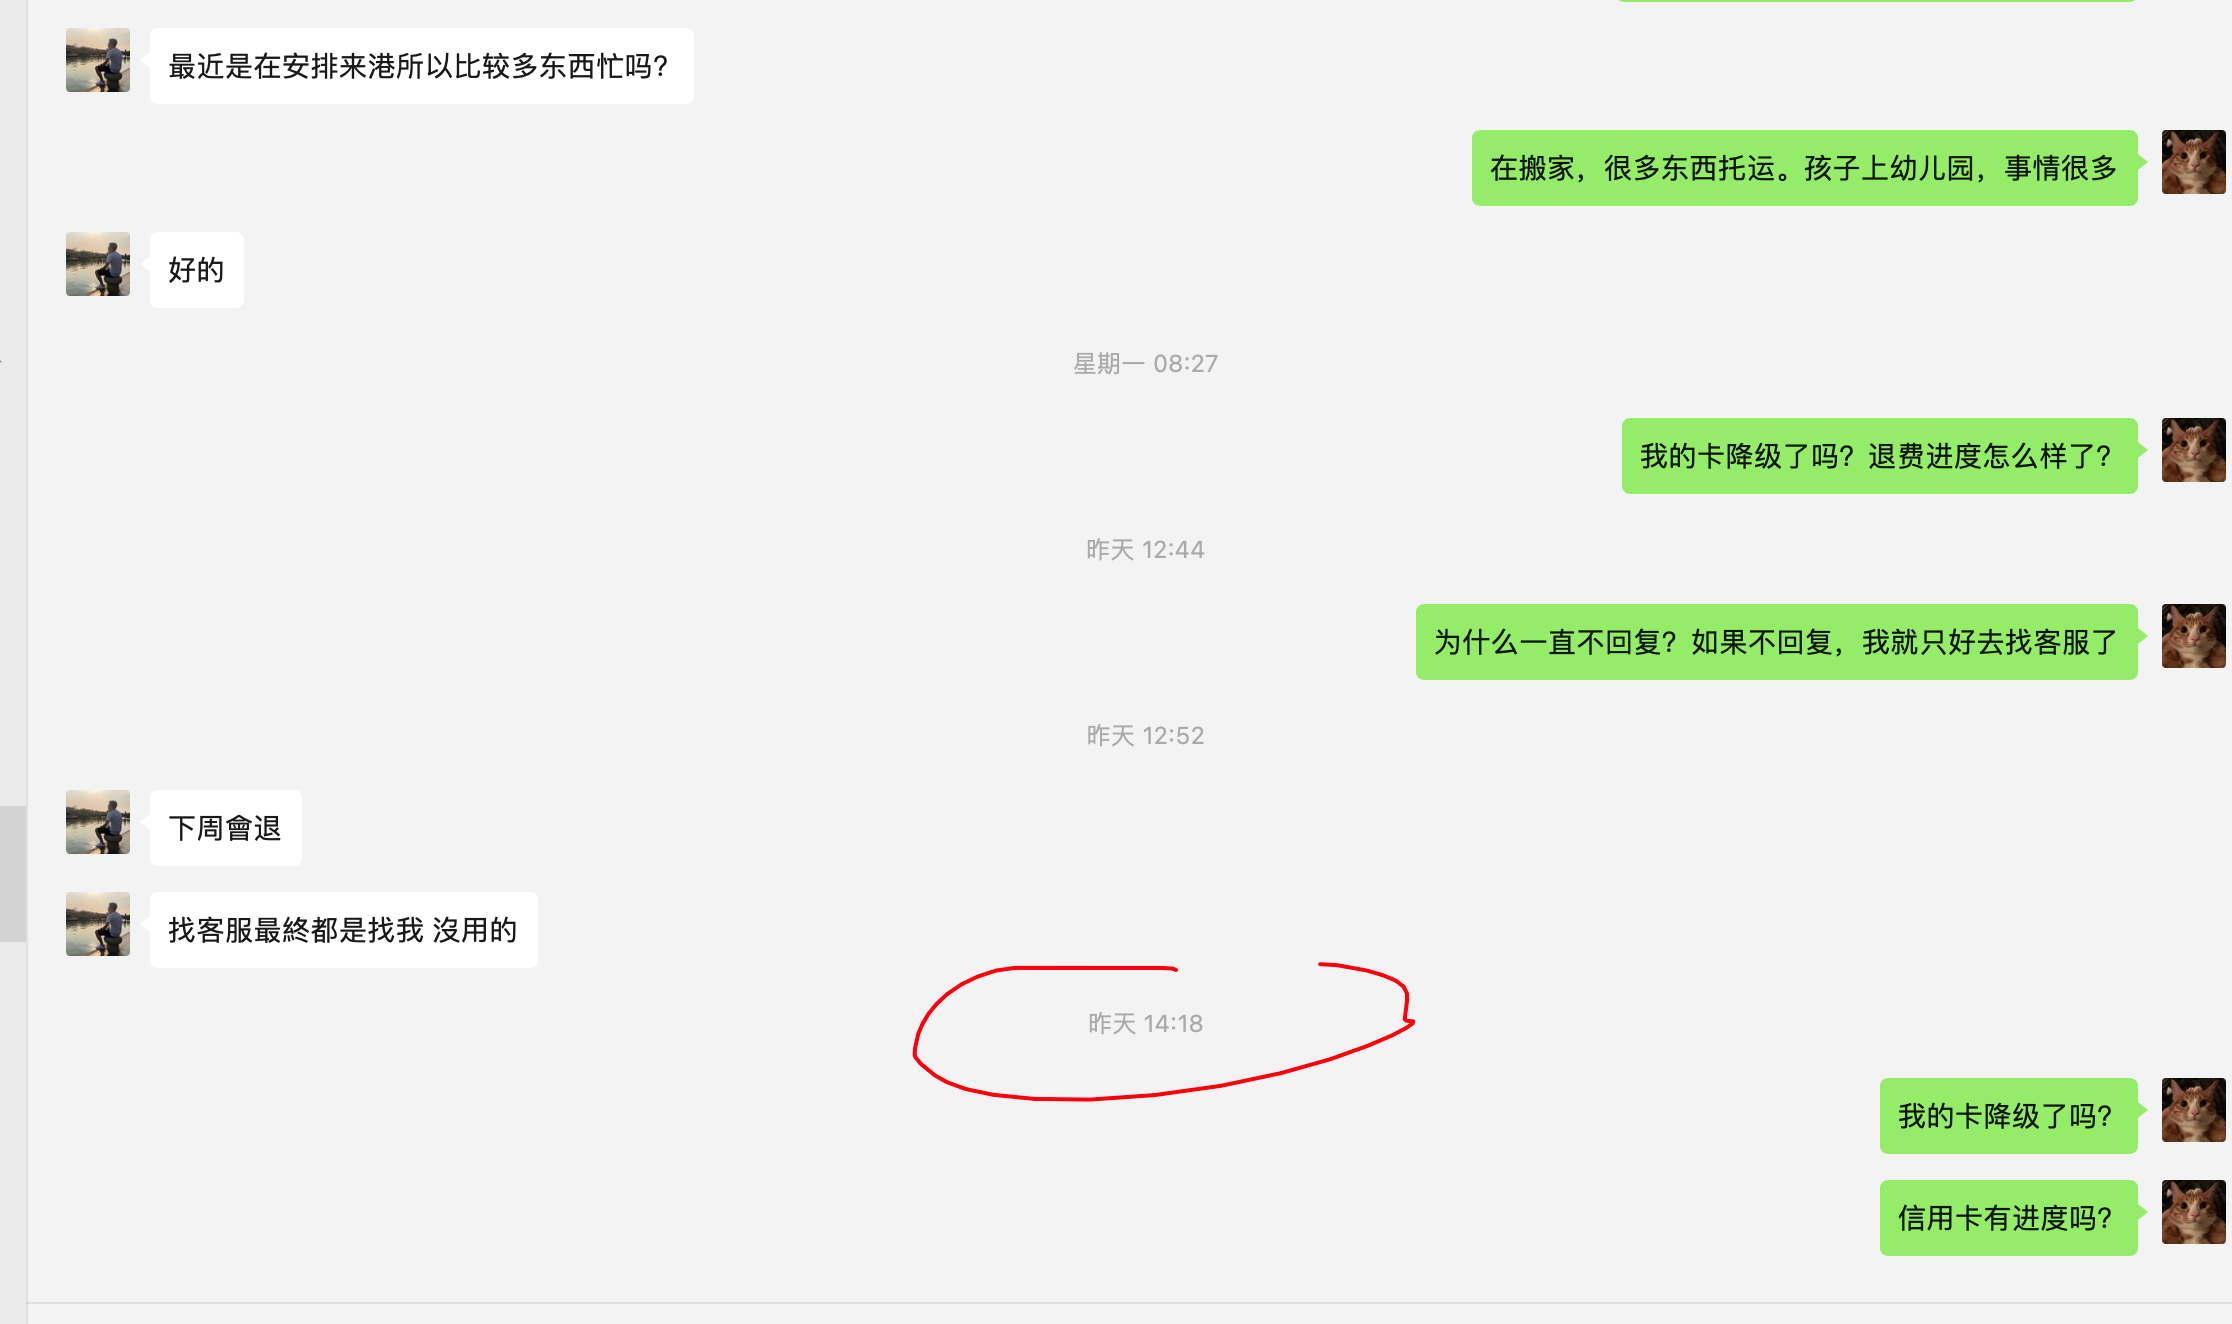 最近是在安排来港所以比较多东西忙吗?
在搬家，很多东西托运。孩子上幼儿园，事情很多
好的
星期一 08:27
我的卡降级了吗？退费进度怎么样了？
昨天 12:44
为什么一直不回复？如果不回复，我就只好去找客服了
昨天 12:52
下周會退
找客服最終都是找我 沒用的
昨天 14:18
我的卡降级了吗？
信用卡有进度吗？